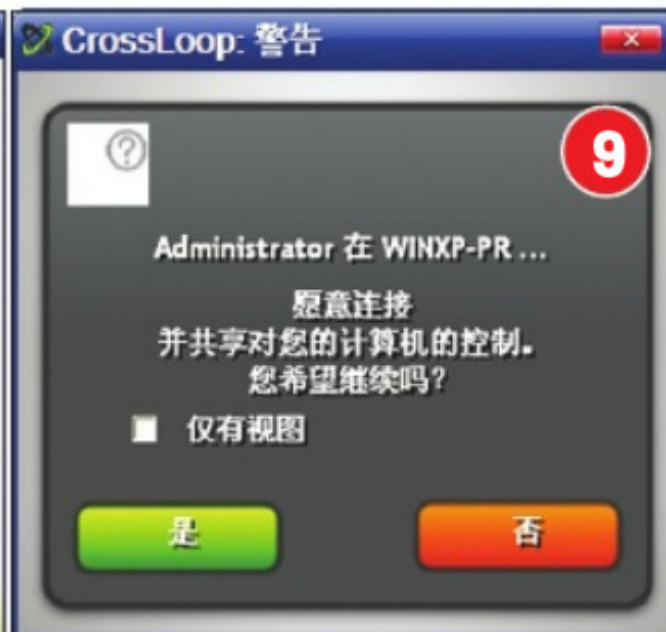 CrossLoop: 警告
9
Administrator 在 WINXP-PR ...
愿意连接
并共享对您的计算机的控制。
您希望继续吗?
仅有视图
是
否